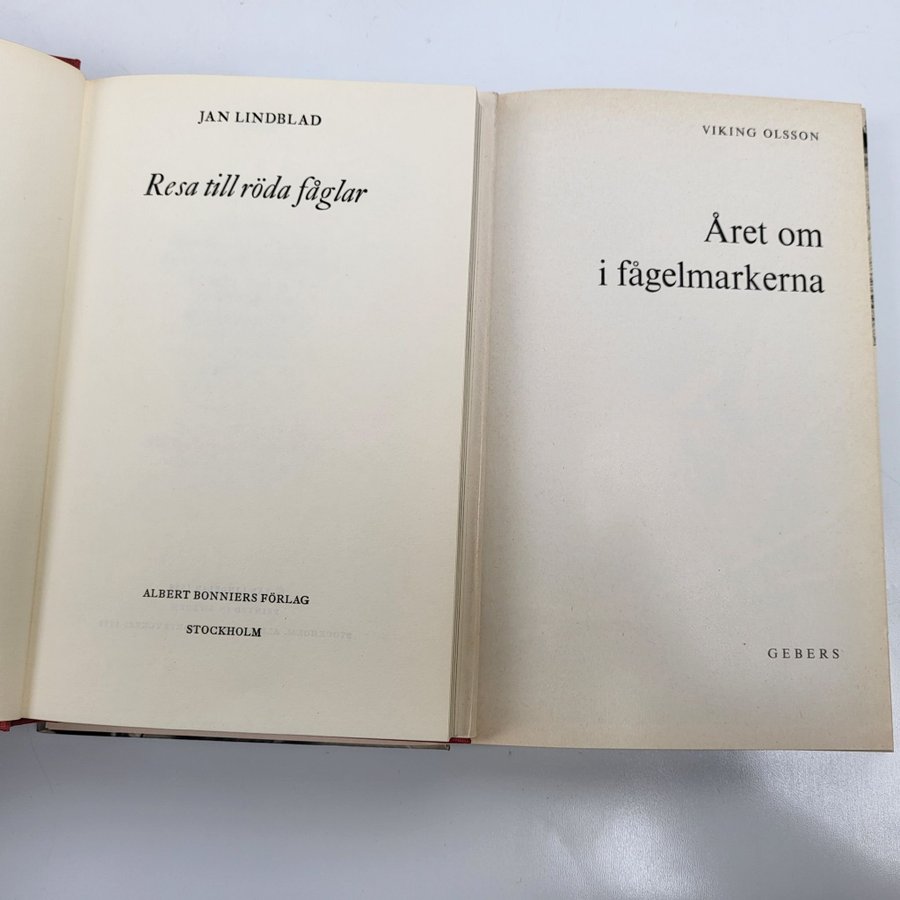 JAN LINDBLAD
Resa till röda fåglar
ALBERT BONNIERS FÖRLAG
STOCKHOLM
VIKING OLSSON
Året om
i fågelmarkerna
GEBERS